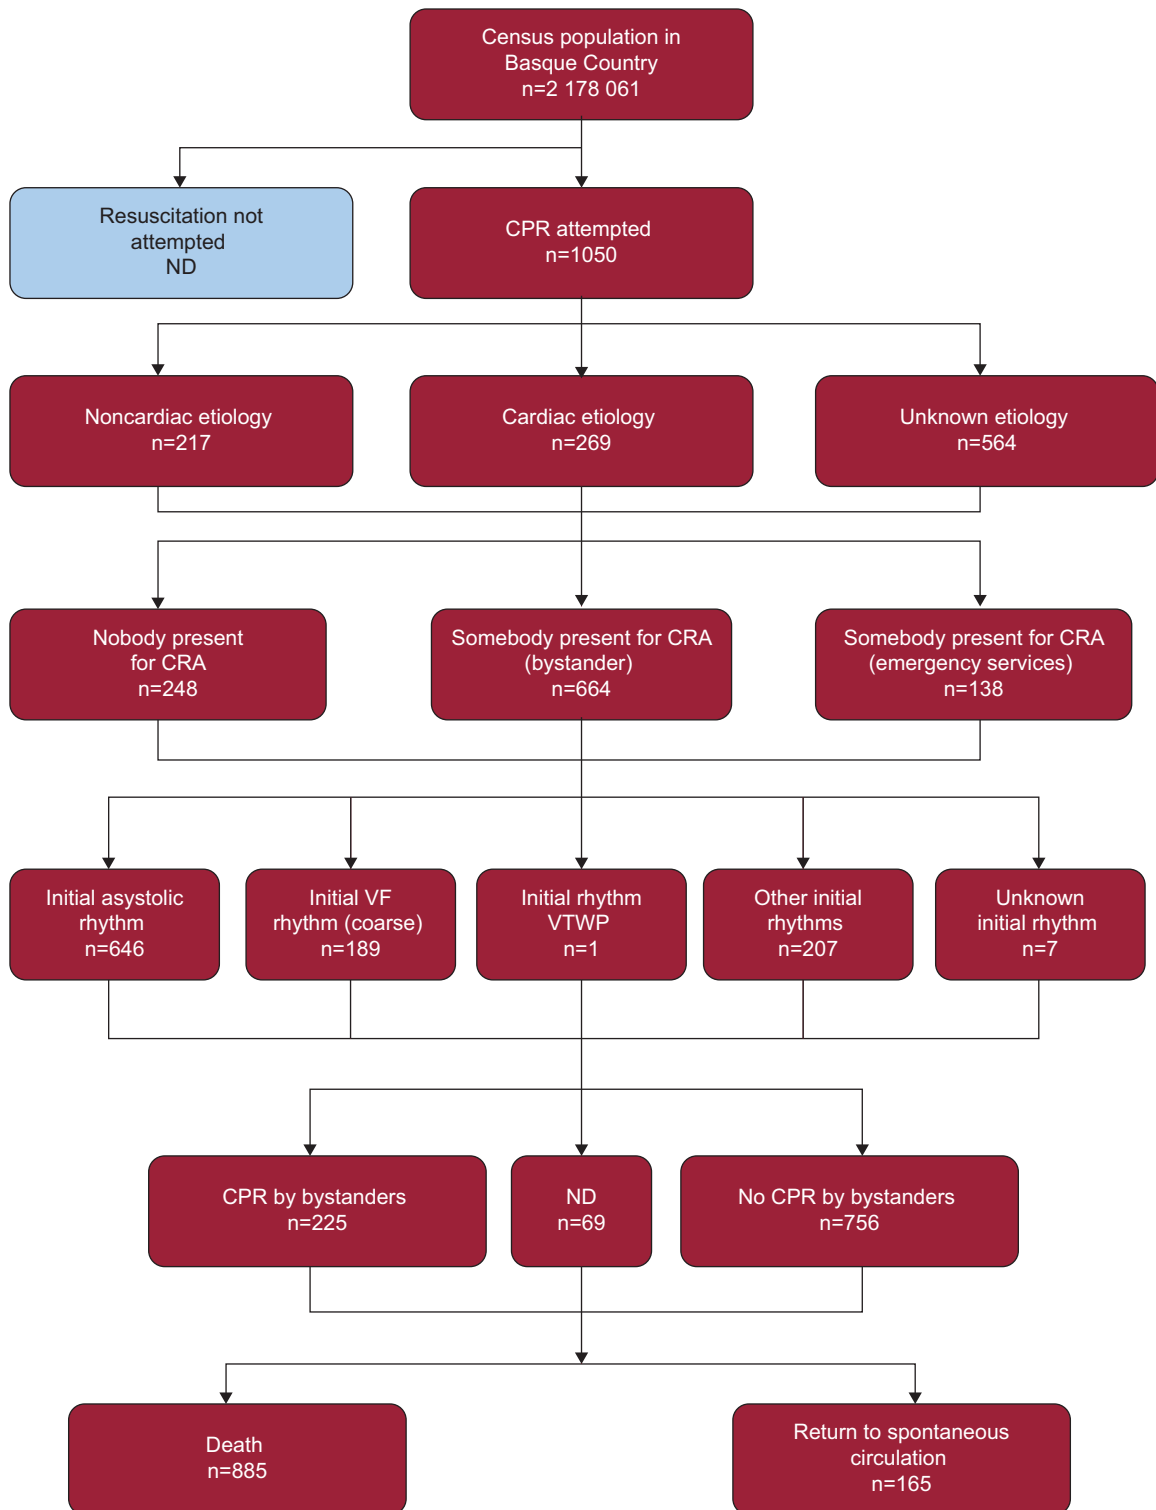 Census population in
Basque Country
n=2 178 061
Resuscitation not
attempted
ND
CPR attempted
n=1050
Noncardiac etiology
n=217
Cardiac etiology
n=269
Unknown etiology
n=564
Nobody present
for CRA
n=248
Somebody present for CRA
(bystander)
n=664
Somebody present for CRA
(emergency services)
n=138
Initial asystolic
rhythm
n=646
Initial VF
rhythm (coarse)
n=189
Initial rhythm
VTWP
n=1
Other initial
rhythms
n=207
Unknown
initial rhythm
n=7
CPR by bystanders
n=225
ND
n=69
No CPR by bystanders
n=756
Death
n=885
Return to spontaneous
circulation
n=165